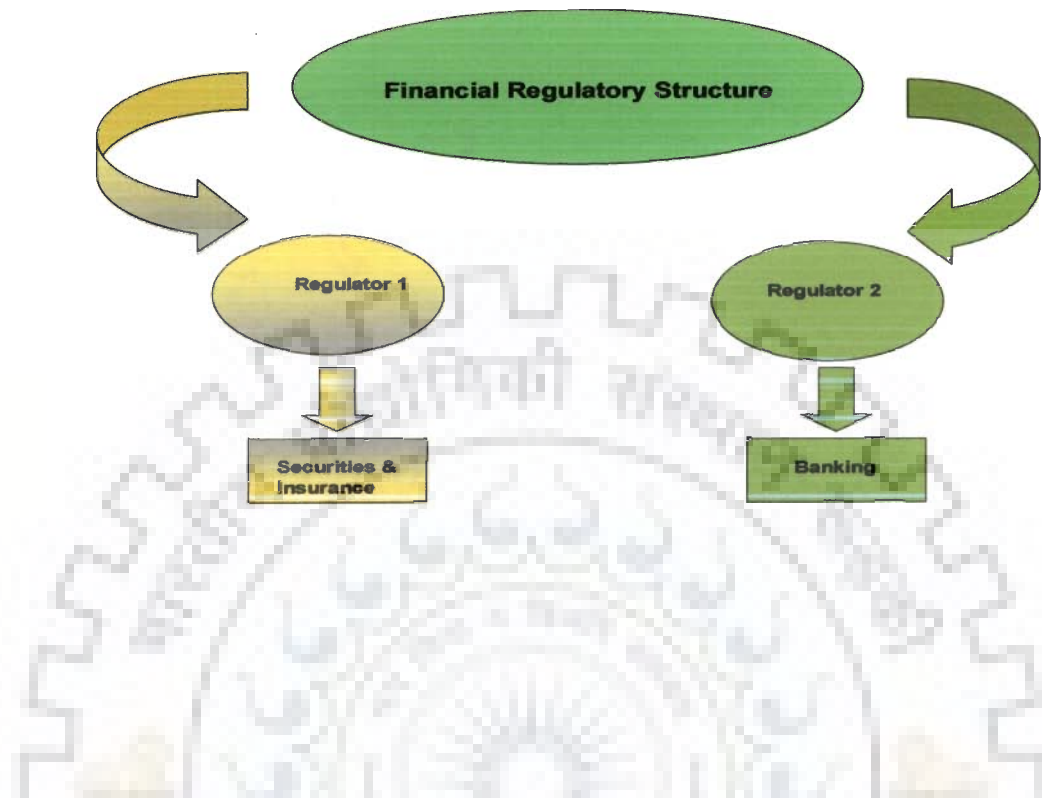 Financial Regulatory Structure
Regulator 1
Regulator 2
Securities &
Insurance
Banking